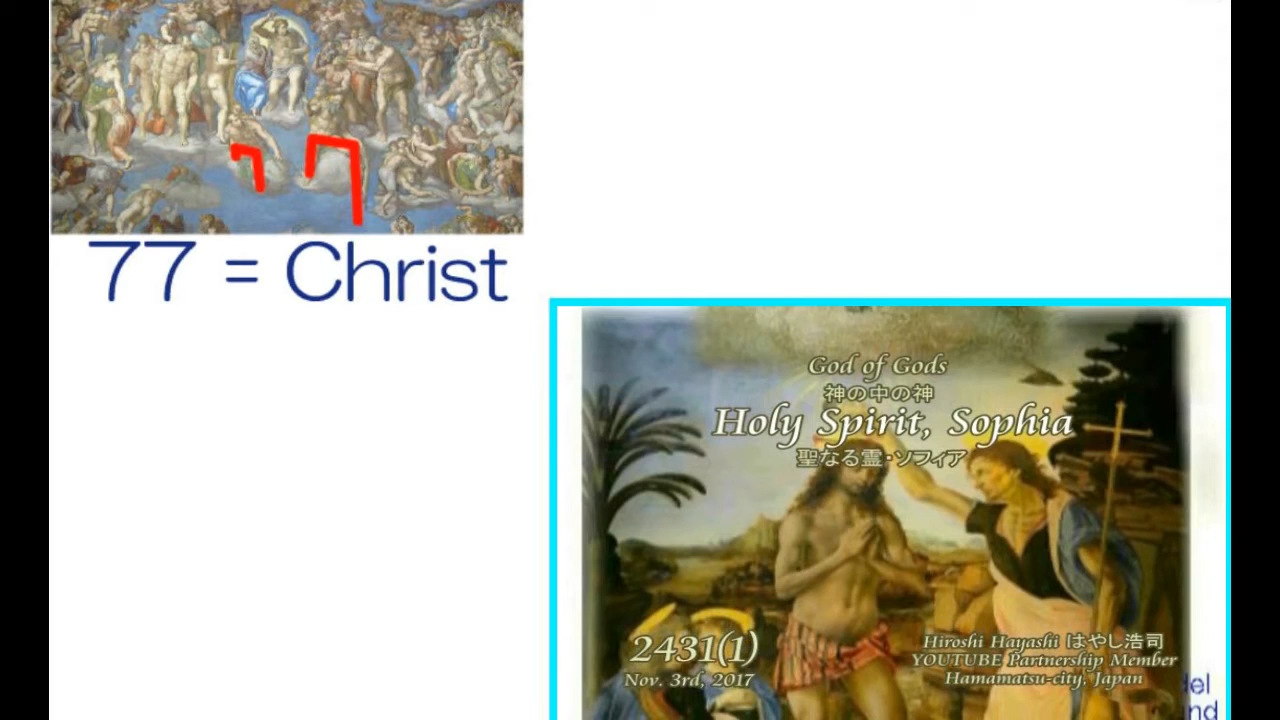 77 = Christ
God of Gods
神の中の神
Holy Spirit, Sophia
聖なる霊・ソフィア
2431(1)
Nov. 3rd, 2017
Hiroshi Hayashi はやし浩司
YOUTUBE Partnership Member
Hamamatsu-city, Japan